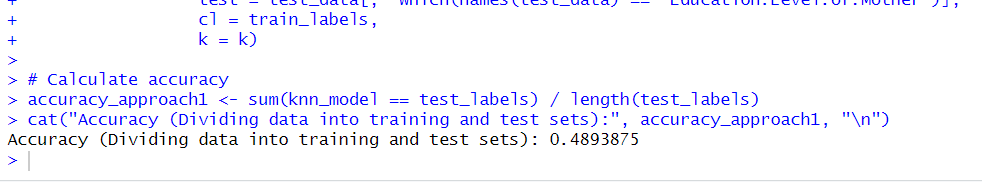 + test = test_data[, -which(names(test_data) == "Education.Level.of.Mother")],
+ cl = train_labels,
+ k = k)
>
> # Calculate accuracy
> accuracy_approach1 <- sum(knn_model == test_labels) / length(test_labels)
> cat("Accuracy (Dividing data into training and test sets):", accuracy_approach1, "\n")
Accuracy (Dividing data into training and test sets): 0.4893875
>